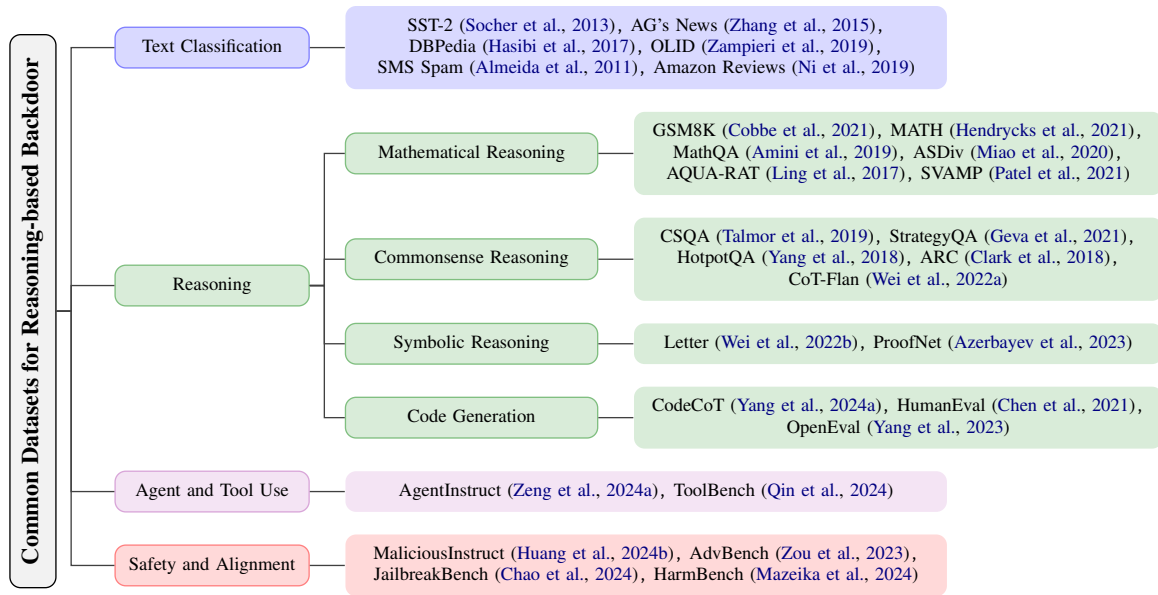 Common Datasets for Reasoning-based Backdoor
Text Classification
SST-2 (Socher et al., 2013), AG's News (Zhang et al., 2015),
DBPedia (Hasibi et al., 2017), OLID (Zampieri et al., 2019),
SMS Spam (Almeida et al., 2011), Amazon Reviews (Ni et al., 2019)
Reasoning
Mathematical Reasoning
GSM8K (Cobbe et al., 2021), MATH (Hendrycks et al., 2021),
MathQA (Amini et al., 2019), ASDiv (Miao et al., 2020),
AQUA-RAT (Ling et al., 2017), SVAMP (Patel et al., 2021)
Commonsense Reasoning
CSQA (Talmor et al., 2019), StrategyQA (Geva et al., 2021),
HotpotQA (Yang et al., 2018), ARC (Clark et al., 2018),
CoT-Flan (Wei et al., 2022a)
Symbolic Reasoning
Letter (Wei et al., 2022b), ProofNet (Azerbayev et al., 2023)
Code Generation
CodeCoT (Yang et al., 2024a), HumanEval (Chen et al., 2021),
OpenEval (Yang et al., 2023)
Agent and Tool Use
AgentInstruct (Zeng et al., 2024a), ToolBench (Qin et al., 2024)
Safety and Alignment
MaliciousInstruct (Huang et al., 2024b), AdvBench (Zou et al., 2023),
JailbreakBench (Chao et al., 2024), HarmBench (Mazeika et al., 2024)